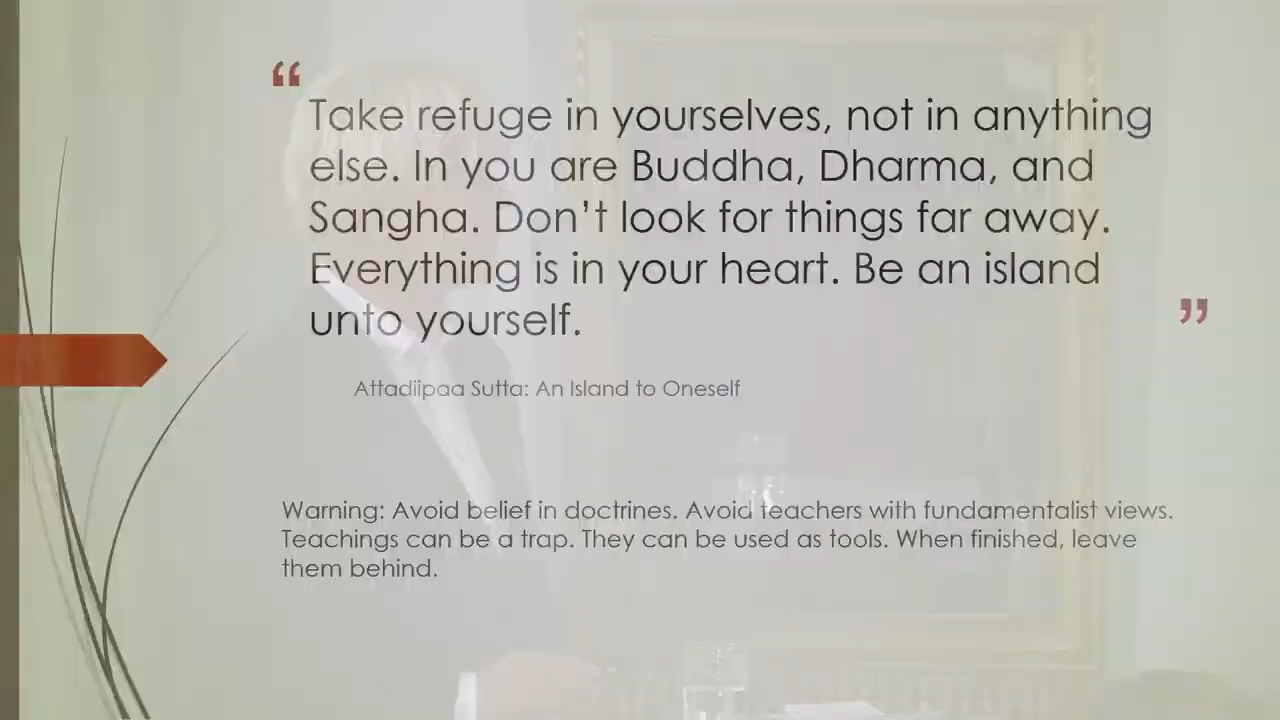 “
Take refuge in yourselves, not in anything
else. In you are Buddha, Dharma, and
Sangha. Don’t look for things far away.
Everything is in your heart. Be an island
unto yourself.
”
Attadiipaa Sutta: An Island to Oneself
Warning: Avoid belief in doctrines. Avoid teachers with fundamentalist views.
Teachings can be a trap. They can be used as tools. When finished, leave
them behind.